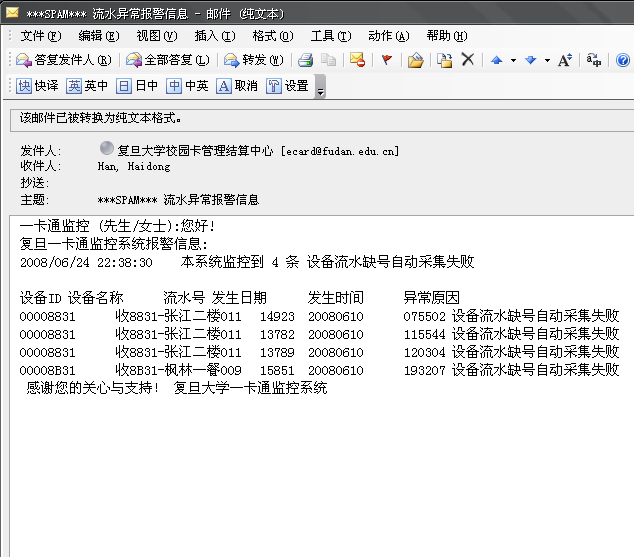 ***SPAM*** 流水异常报警信息 - 邮件 (纯文本)
文件(F) 编辑(E) 视图(V) 插入(I) 格式(O) 工具(T) 动作(A) 帮助(H)
答复发件人(R) 全部答复(L) 转发(W)
快 快译 英 英中 日 日中 中 中英 A 取消 设置
该邮件已被转换为纯文本格式。
发件人: 复旦大学校园卡管理结算中心 [ecard@fudan.edu.cn]
收件人: Han, Haidong
抄送:
主题: ***SPAM*** 流水异常报警信息
一卡通监控 (先生/女士):您好!
复旦一卡通监控系统报警信息:
2008/06/24 22:38:30 本系统监控到 4 条 设备流水缺号自动采集失败
设备ID 设备名称 流水号 发生日期 发生时间 异常原因
00008831 收8831-张江二楼011 14923 20080610 075502 设备流水缺号自动采集失败
00008831 收8831-张江二楼011 13782 20080610 115544 设备流水缺号自动采集失败
00008831 收8831-张江二楼011 13789 20080610 120304 设备流水缺号自动采集失败
00008B31 收8B31-枫林一餐009 15851 20080610 193207 设备流水缺号自动采集失败
感谢您的关心与支持! 复旦大学一卡通监控系统